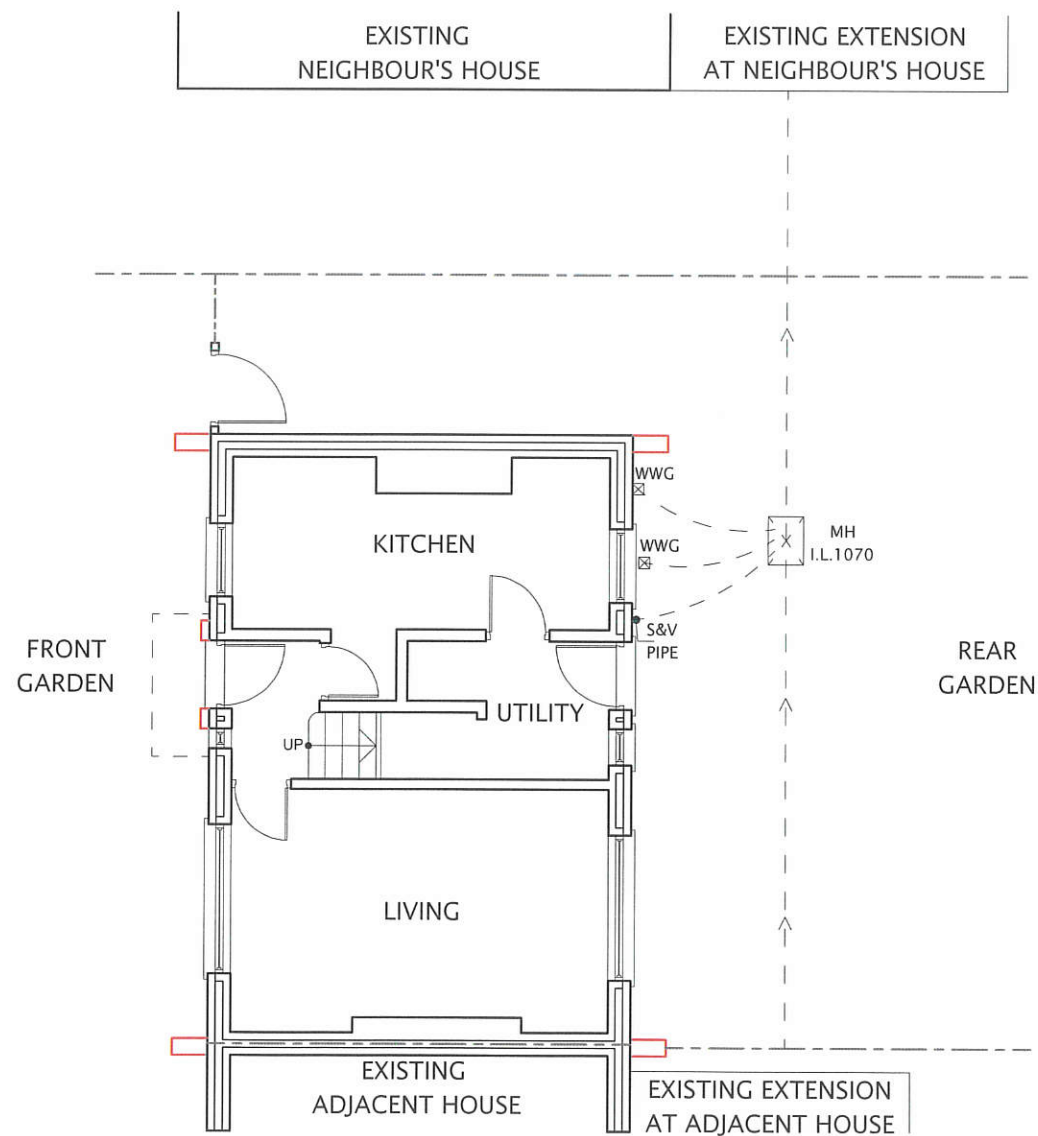 EXISTING
NEIGHBOUR'S HOUSE
EXISTING EXTENSION
AT NEIGHBOUR'S HOUSE
WWG
KITCHEN
WWG
MH
I.L.1070
FRONT
GARDEN
S&V
PIPE
REAR
GARDEN
UTILITY
UP
LIVING
EXISTING
ADJACENT HOUSE
EXISTING EXTENSION
AT ADJACENT HOUSE